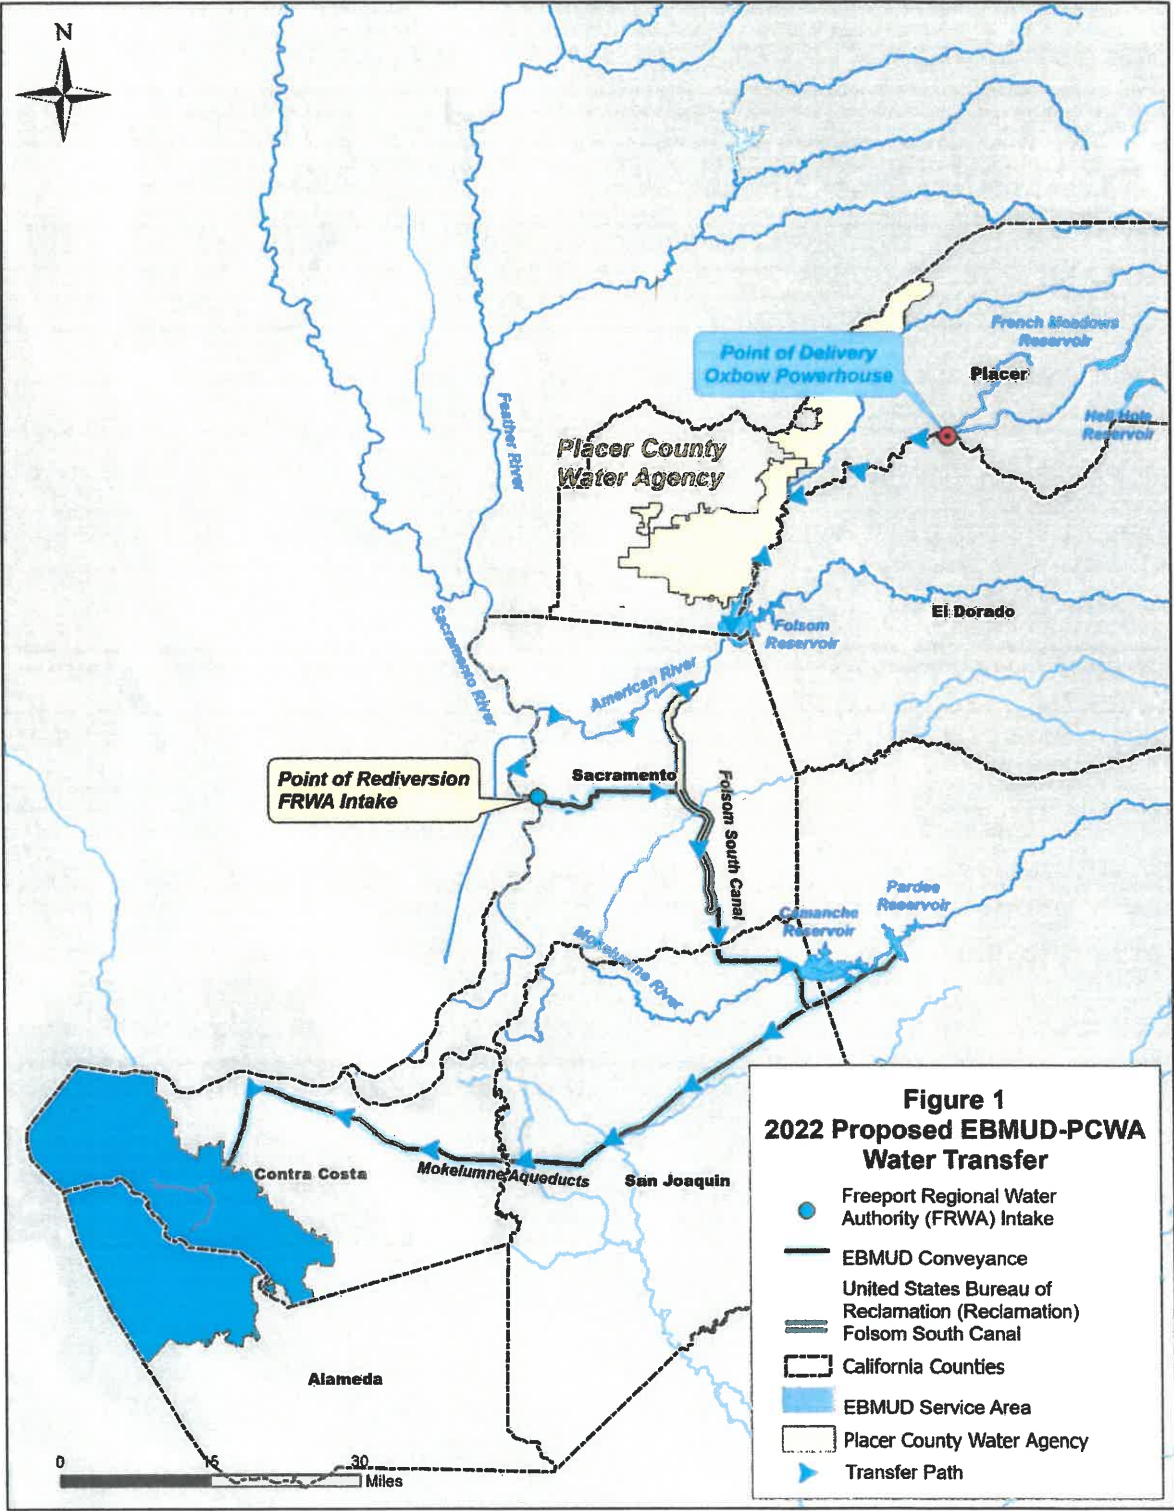 N
French Meadows
Reservoir
Point of Delivery
Oxbow Powerhouse
Placer
Hell Hole
Reservoir
Feather River
Placer County
Water Agency
El Dorado
Folsom
Reservoir
Sacramento River
American River
Point of Rediversion
FRWA Intake
Sacramento
Folsom South Canal
Pardee
Reservoir
Camanche
Reservoir
Mokelumne River
Contra Costa
Mokelumne Aqueducts
San Joaquin
Alameda
0 15 30
Miles
Figure 1
2022 Proposed EBMUD-PCWA
Water Transfer
Freeport Regional Water
Authority (FRWA) Intake
EBMUD Conveyance
United States Bureau of
Reclamation (Reclamation)
Folsom South Canal
California Counties
EBMUD Service Area
Placer County Water Agency
Transfer Path